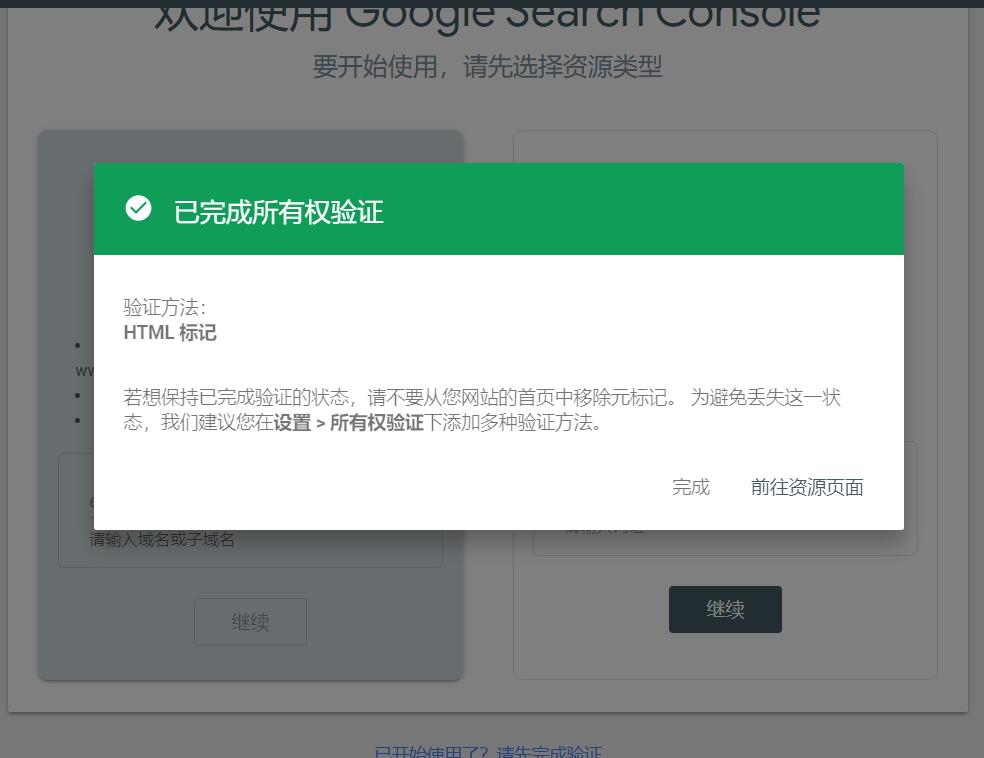 欢迎使用 Google Search Console
要开始使用，请先选择资源类型
已完成所有权验证
验证方法：
HTML 标记
若想保持已完成验证的状态，请不要从您网站的首页中移除元标记。 为避免丢失这一状
态，我们建议您在设置 > 所有权验证下添加多种验证方法。
完成
前往资源页面
请输入域名或子域名
继续
继续
已开始使用了？请先完成验证